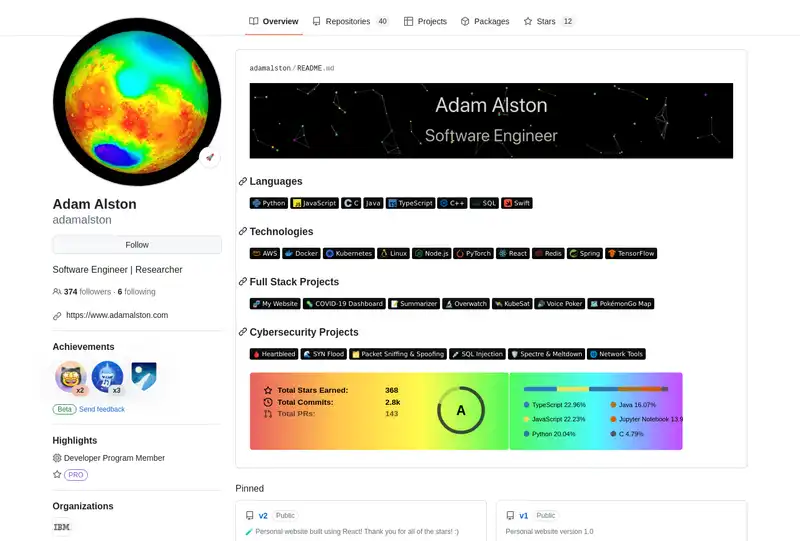 Overview Repositories 40 Projects Packages Stars 12
adamalston/README.md
Adam Alston
Software Engineer
Languages
Python JavaScript C Java TypeScript C++ SQL Swift
Technologies
AWS Docker Kubernetes Linux Node.js PyTorch React Redis Spring TensorFlow
Full Stack Projects
My Website COVID-19 Dashboard Summarizer Overwatch KubeSat Voice Poker PokémonGo Map
Cybersecurity Projects
Heartbleed SYN Flood Packet Sniffing & Spoofing SQL Injection Spectre & Meltdown Network Tools
Total Stars Earned: 368
Total Commits: 2.8k
Total PRs: 143
A
TypeScript 22.96% Java 16.07%
JavaScript 22.23% Jupyter Notebook 13.9
Python 20.04% C 4.79%
Adam Alston
adamalston
Follow
Software Engineer | Researcher
374 followers · 6 following
https://www.adamalston.com
Achievements
x2 x3
Beta Send feedback
Highlights
Developer Program Member
PRO
Organizations
IBM
Pinned
v2 Public
Personal website built using React! Thank you for all of the stars! :)
v1 Public
Personal website version 1.0